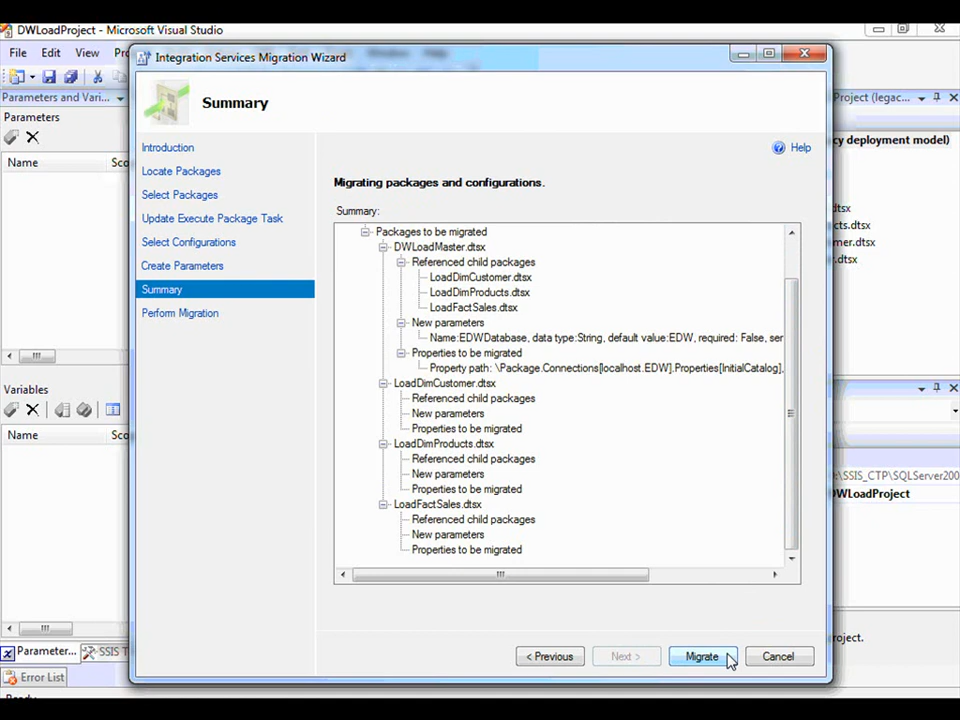 DWLoadProject - Microsoft Visual Studio
File Edit View
Integration Services Migration Wizard
Parameters and Vari...
Project (legac...
Parameters
Name
Summary
Introduction
Locate Packages
Select Packages
Update Execute Package Task
Select Configurations
Create Parameters
Summary
Perform Migration
Help
Migrating packages and configurations.
Summary:
Packages to be migrated
DWLoadMaster.dtsx
Referenced child packages
LoadDimCustomer.dtsx
LoadDimProducts.dtsx
LoadFactSales.dtsx
New parameters
Name:EDWDatabase, data type:String, default value:EDW, required: False, ser
Properties to be migrated
Property path: \Package.Connections[localhost.EDW].Properties[InitialCatalog],
LoadDimCustomer.dtsx
Referenced child packages
New parameters
Properties to be migrated
LoadDimProducts.dtsx
Referenced child packages
New parameters
Properties to be migrated
LoadFactSales.dtsx
Referenced child packages
New parameters
Properties to be migrated
< Previous
Next >
Migrate
Cancel
cy deployment model)
dtsx
cts.dtsx
mer.dtsx
.dtsx
Variables
Name
:\SSIS_CTP\SQLServer200
DWLoadProject
oject.
Parameter...
SSIS T
Error List